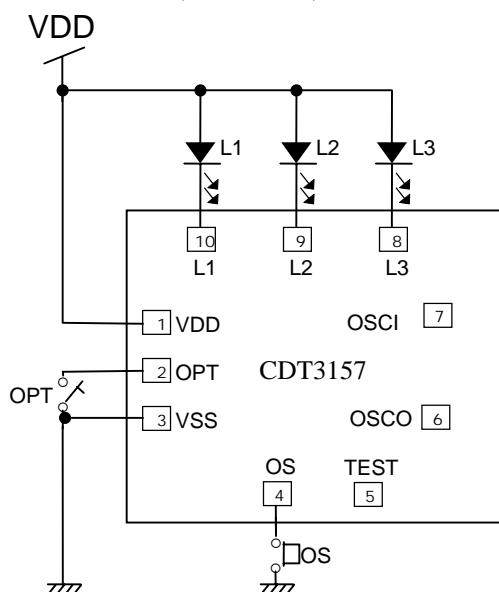 VDD
L1 L2 L3
10 9 8
L1 L2 L3
1 VDD OSCI 7
2 OPT CDT3157
OPT
3 VSS OSCO 6
OS TEST
4 5
OS